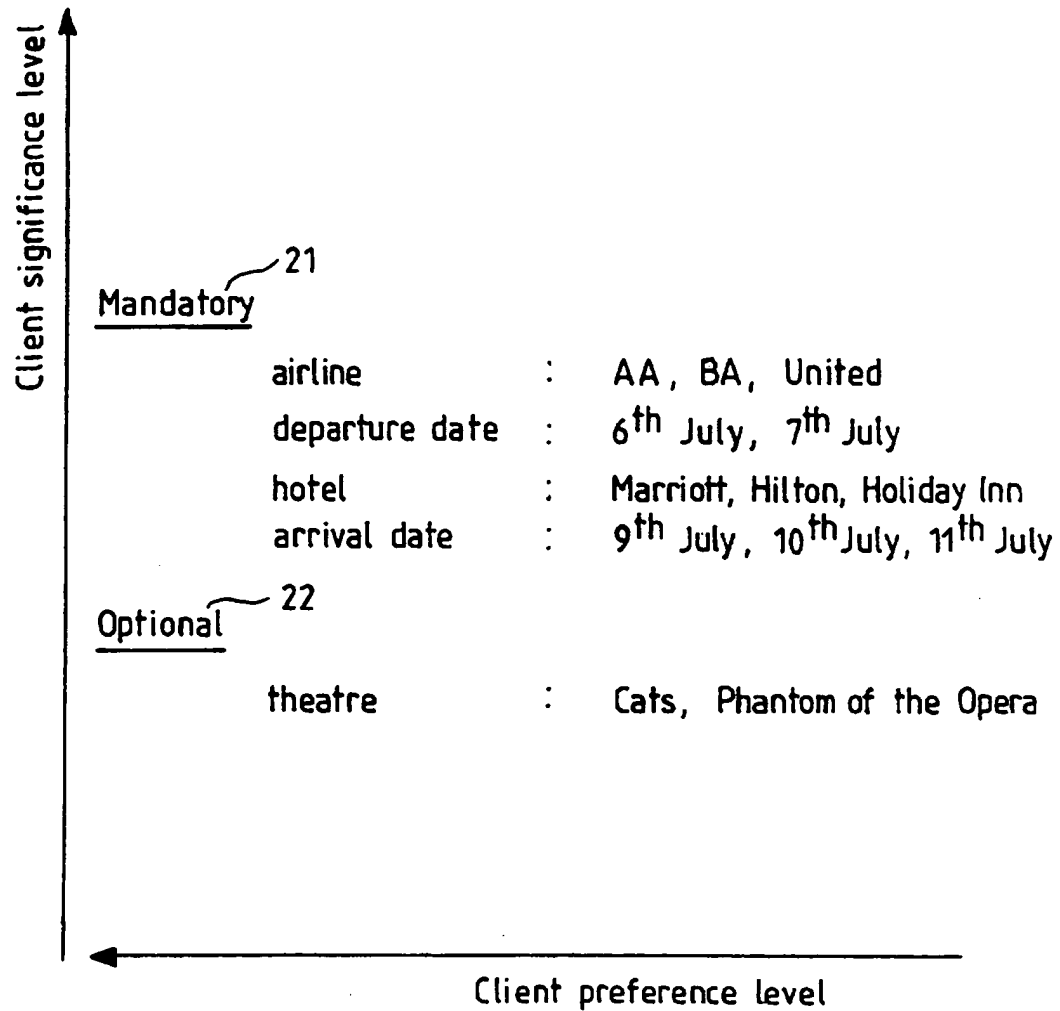 Client significance level
21
Mandatory
airline : AA, BA, United
departure date : 6th July, 7th July
hotel : Marriott, Hilton, Holiday Inn
arrival date : 9th July, 10th July, 11th July
22
Optional
theatre : Cats, Phantom of the Opera
Client preference level